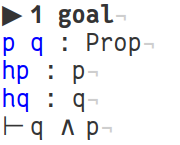 ▶ 1 goal¬
p q : Prop¬
hp : p¬
hq : q¬
⊢ q ∧ p¬